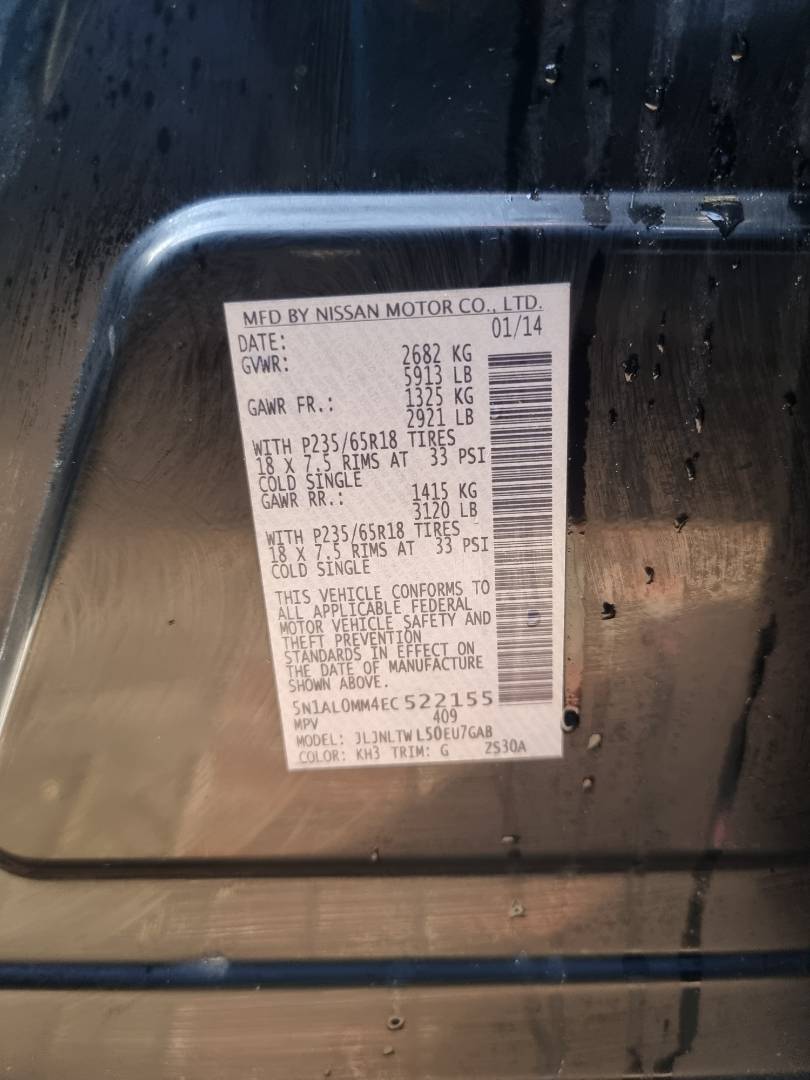 MFD BY NISSAN MOTOR CO., LTD.
DATE: 01/14
GVWR: 2682 KG
5913 LB
GAWR FR.: 1325 KG
2921 LB
WITH P235/65R18 TIRES
18 X 7.5 RIMS AT 33 PSI
COLD SINGLE
GAWR RR.: 1415 KG
3120 LB
WITH P235/65R18 TIRES
18 X 7.5 RIMS AT 33 PSI
COLD SINGLE
THIS VEHICLE CONFORMS TO
ALL APPLICABLE FEDERAL
MOTOR VEHICLE SAFETY AND
THEFT PREVENTION
STANDARDS IN EFFECT ON
THE DATE OF MANUFACTURE
SHOWN ABOVE.
5N1AL0MM4EC522155
MPV 409
MODEL: JLJNLTWL50EU7GAB
COLOR: KH3 TRIM: G ZS30A